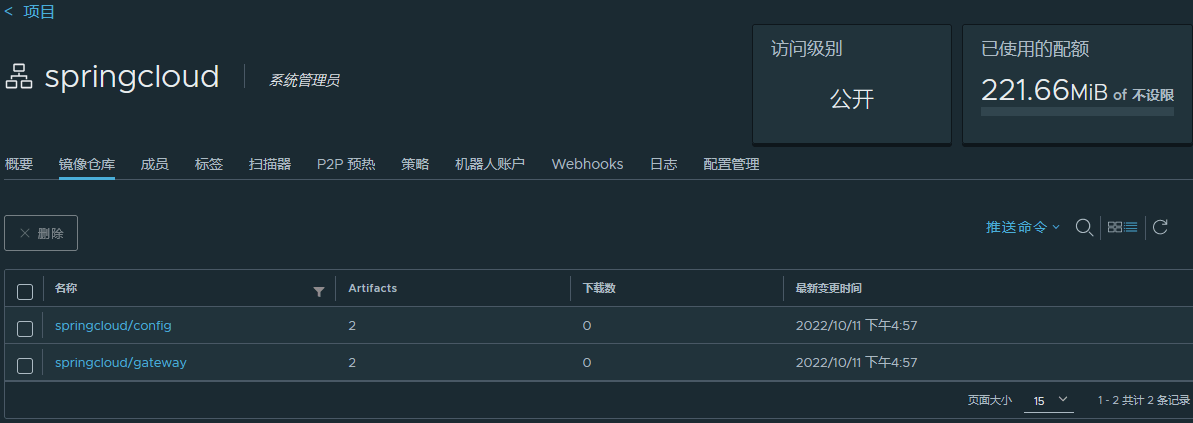 < 项目
springcloud 系统管理员
访问级别
公开
已使用的配额
221.66MiB of 不设限
概要 镜像仓库 成员 标签 扫描器 P2P 预热 策略 机器人账户 Webhooks 日志 配置管理
× 删除 推送命令
名称 Artifacts 下载数 最新变更时间
springcloud/config 2 0 2022/10/11 下午4:57
springcloud/gateway 2 0 2022/10/11 下午4:57
页面大小 15 1 - 2 共计 2 条记录